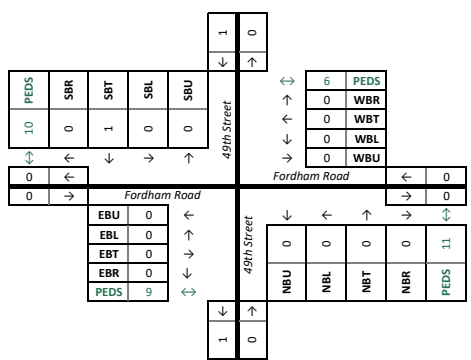 1 0
↓ ↑
PEDS SBR SBT SBL SBU
10 0 1 0 0
↕ ← ↓ → ↑
49th Street
↔ 6 PEDS
↑ 0 WBR
← 0 WBT
↓ 0 WBL
→ 0 WBU
0 ←
0 →
Fordham Road
Fordham Road
← 0
→ 0
EBU 0 ←
EBL 0 ↑
EBT 0 →
EBR 0 ↓
PEDS 9 ↔
49th Street
↓ ← ↑ → ↕
0 0 0 0 11
NBU NBL NBT NBR PEDS
↓ ↑
1 0